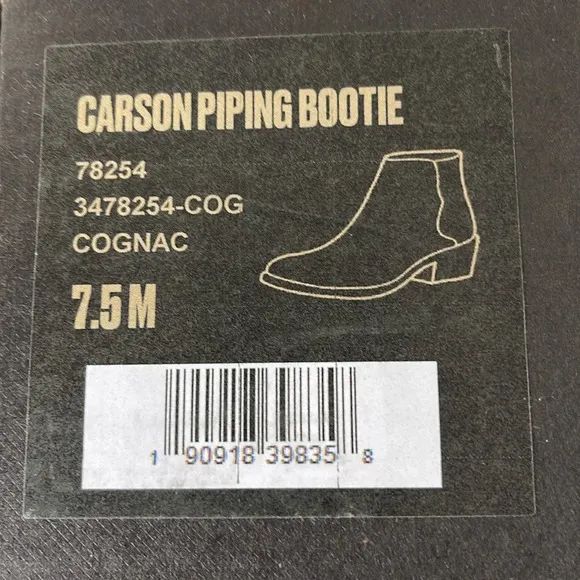 CARSON PIPING BOOTIE
78254
3478254-COG
COGNAC
7.5 M
1 90918 39835 8